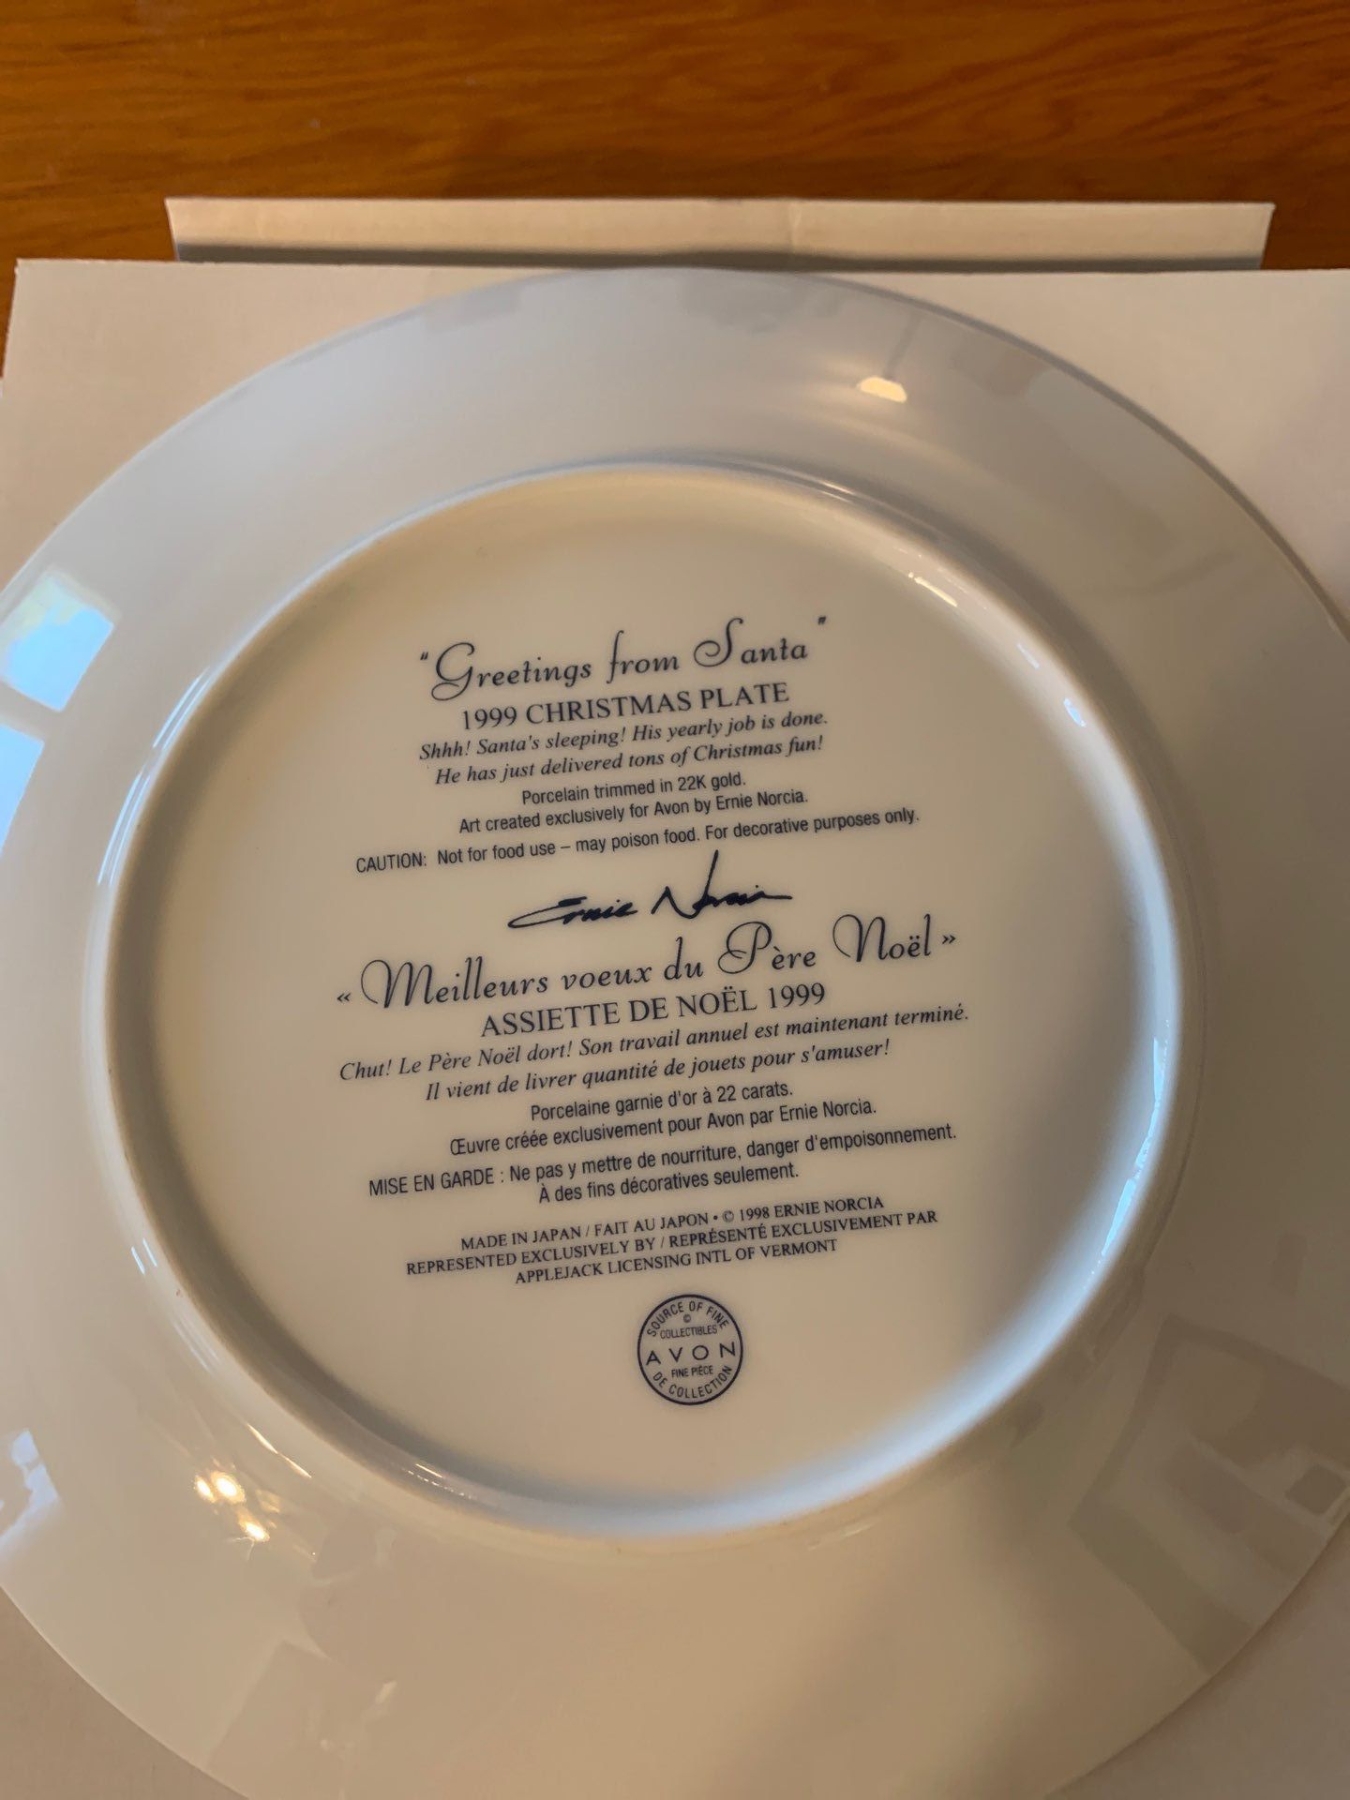 "Greetings from Santa"
1999 CHRISTMAS PLATE
Shhh! Santa's sleeping! His yearly job is done.
He has just delivered tons of Christmas fun!
Porcelain trimmed in 22K gold.
Art created exclusively for Avon by Ernie Norcia.
CAUTION: Not for food use – may poison food. For decorative purposes only.
Ernie Norcia
« Meilleurs voeux du Père Noël »
ASSIETTE DE NOËL 1999
Chut! Le Père Noël dort! Son travail annuel est maintenant terminé.
Il vient de livrer quantité de jouets pour s'amuser!
Porcelaine garnie d'or à 22 carats.
Œuvre créée exclusivement pour Avon par Ernie Norcia.
MISE EN GARDE : Ne pas y mettre de nourriture, danger d'empoisonnement.
À des fins décoratives seulement.
MADE IN JAPAN / FAIT AU JAPON • © 1998 ERNIE NORCIA
REPRESENTED EXCLUSIVELY BY / REPRÉSENTÉ EXCLUSIVEMENT PAR
APPLEJACK LICENSING INTL OF VERMONT
SOURCE OF FINE
©
COLLECTIBLES
AVON
FINE PIÈCE
DE COLLECTION